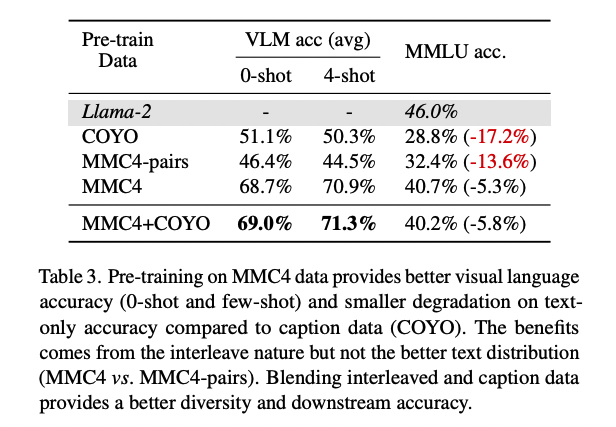 Pre-train Data VLM acc (avg) MMLU acc.
0-shot 4-shot
Llama-2 - - 46.0%
COYO 51.1% 50.3% 28.8% (-17.2%)
MMC4-pairs 46.4% 44.5% 32.4% (-13.6%)
MMC4 68.7% 70.9% 40.7% (-5.3%)
MMC4+COYO 69.0% 71.3% 40.2% (-5.8%)
Table 3. Pre-training on MMC4 data provides better visual language
accuracy (0-shot and few-shot) and smaller degradation on text-
only accuracy compared to caption data (COYO). The benefits
comes from the interleave nature but not the better text distribution
(MMC4 vs. MMC4-pairs). Blending interleaved and caption data
provides a better diversity and downstream accuracy.